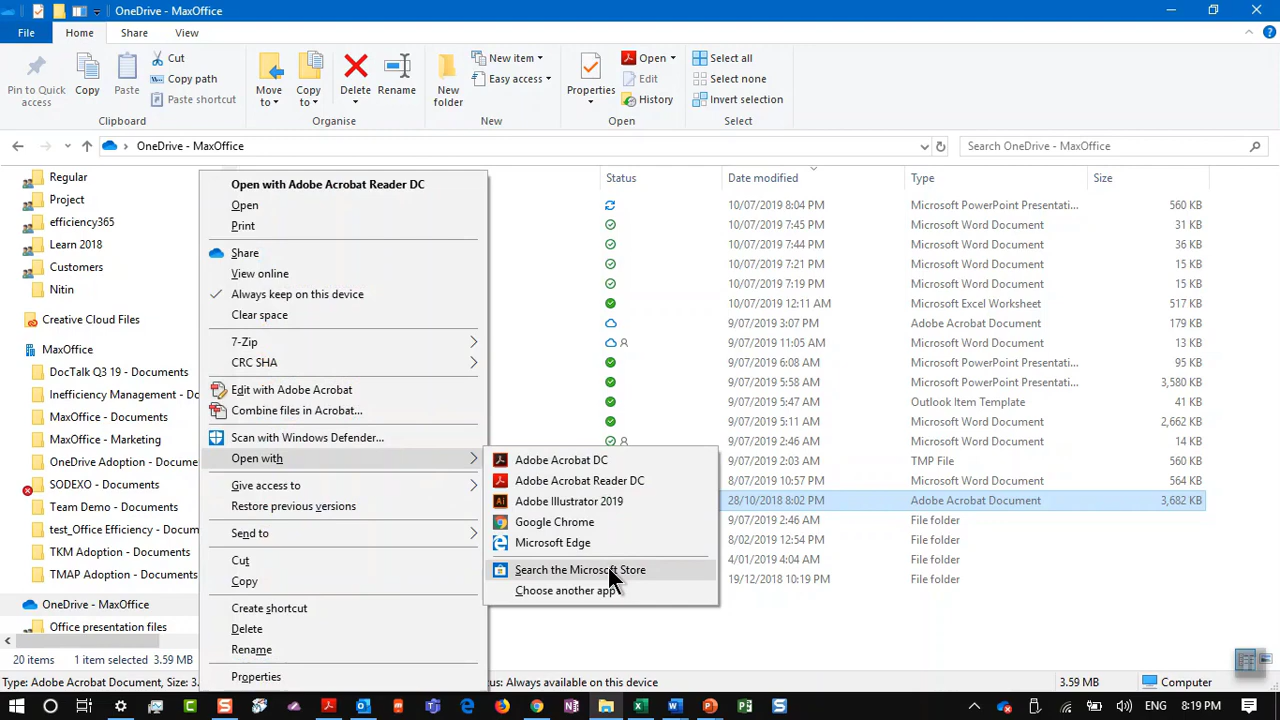 OneDrive - MaxOffice
File
Home
Share
View
Pin to Quick access
Copy
Paste
Cut
Copy path
Paste shortcut
Clipboard
Move to
Copy to
Delete
Rename
Organise
New folder
New item
Easy access
New
Properties
Open
Edit
History
Open
Select all
Select none
Invert selection
Select
OneDrive - MaxOffice
Search OneDrive - MaxOffice
Regular
Project
efficiency365
Learn 2018
Customers
Nitin
Creative Cloud Files
MaxOffice
DocTalk Q3 19 - Documents
Inefficiency Management - Do
MaxOffice - Documents
MaxOffice - Marketing
OneDrive Adoption - Documen
SODEXO - Documents
Team Demo - Documents
test_Office Efficiency - Docum
TKM Adoption - Documents
TMAP Adoption - Documents
OneDrive - MaxOffice
Office presentation files
Open with Adobe Acrobat Reader DC
Open
Print
Share
View online
Always keep on this device
Clear space
7-Zip
CRC SHA
Edit with Adobe Acrobat
Combine files in Acrobat...
Scan with Windows Defender...
Open with
Give access to
Restore previous versions
Send to
Cut
Copy
Create shortcut
Delete
Rename
Properties
Adobe Acrobat DC
Adobe Acrobat Reader DC
Adobe Illustrator 2019
Google Chrome
Microsoft Edge
Search the Microsoft Store
Choose another app
Status Date modified Type Size
10/07/2019 8:04 PM Microsoft PowerPoint Presentati... 560 KB
10/07/2019 7:45 PM Microsoft Word Document 31 KB
10/07/2019 7:44 PM Microsoft Word Document 36 KB
10/07/2019 7:21 PM Microsoft Word Document 15 KB
10/07/2019 7:19 PM Microsoft Word Document 15 KB
10/07/2019 12:11 AM Microsoft Excel Worksheet 517 KB
9/07/2019 3:07 PM Adobe Acrobat Document 179 KB
9/07/2019 11:05 AM Microsoft Word Document 13 KB
9/07/2019 6:08 AM Microsoft PowerPoint Presentati... 95 KB
9/07/2019 5:58 AM Microsoft PowerPoint Presentati... 3,580 KB
9/07/2019 5:47 AM Outlook Item Template 41 KB
9/07/2019 5:11 AM Microsoft Word Document 2,662 KB
9/07/2019 2:46 AM Microsoft Word Document 14 KB
9/07/2019 2:03 AM TMP File 560 KB
8/07/2019 10:57 PM Microsoft Word Document 564 KB
28/10/2018 8:02 PM Adobe Acrobat Document 3,682 KB
9/07/2019 2:46 AM File folder
8/02/2019 12:54 PM File folder
4/01/2019 4:04 AM File folder
19/12/2018 10:19 PM File folder
20 items 1 item selected 3.59 MB
Type: Adobe Acrobat Document, Size: 3. us: Always available on this device 3.59 MB Computer
ENG 8:19 PM